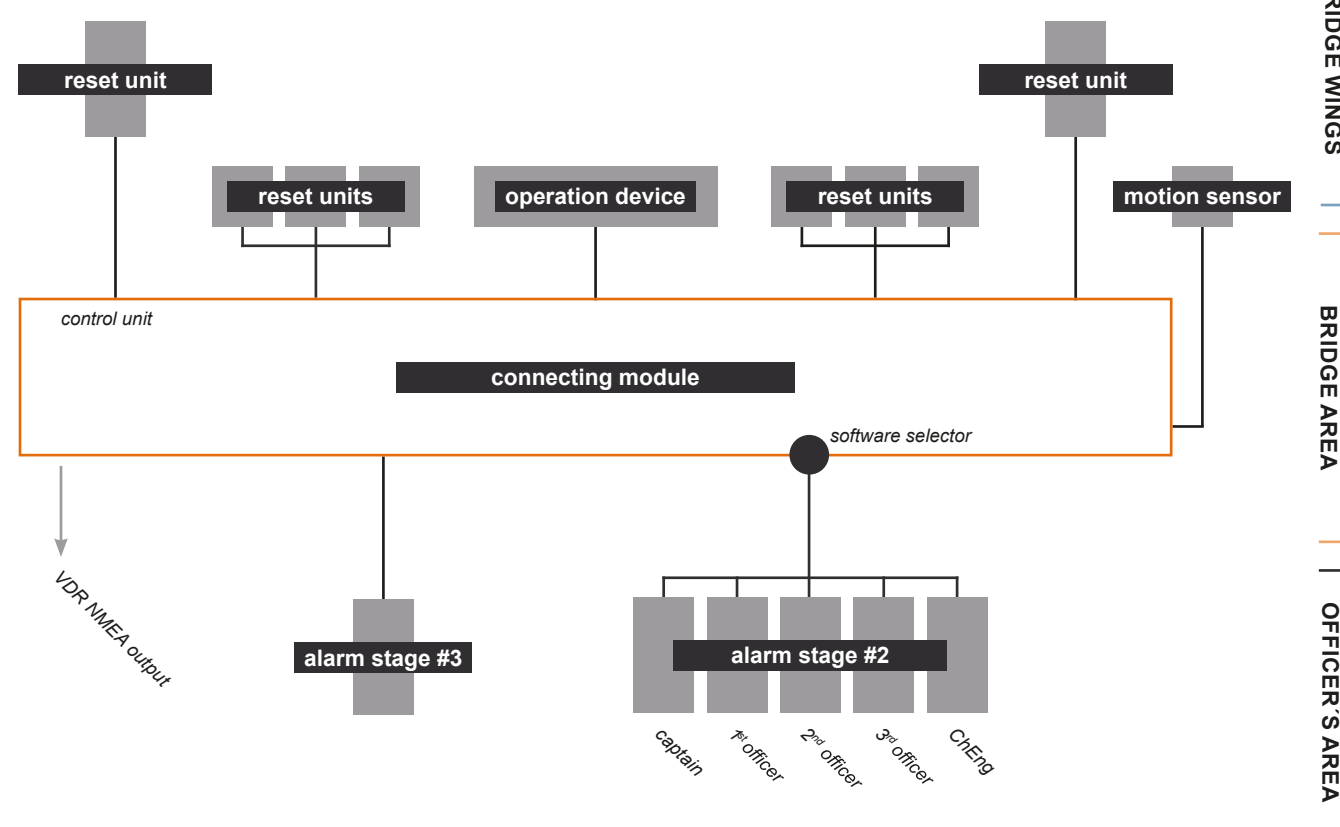 reset unit
reset unit
reset units
operation device
reset units
motion sensor
control unit
connecting module
software selector
VDR NMEA output
alarm stage #3
alarm stage #2
captain
1st officer
2nd officer
3rd officer
ChEng
WINGS
BRIDGE AREA
OFFICER´S AREA